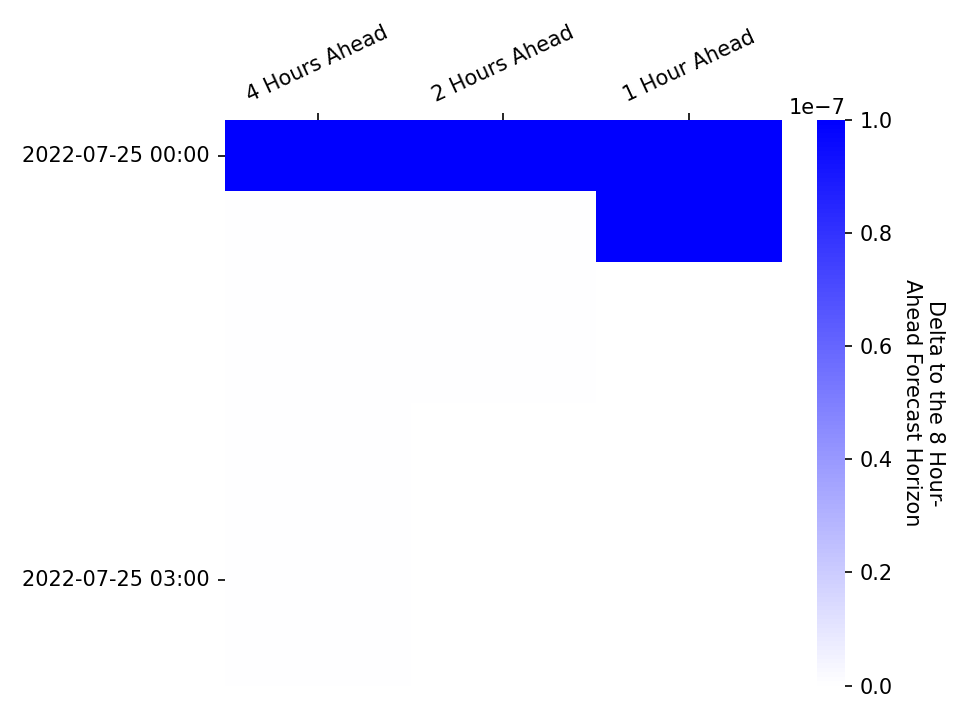 4 Hours Ahead
2 Hours Ahead
1 Hour Ahead
1e−7
2022-07-25 00:00
2022-07-25 03:00
1.0
0.8
0.6
0.4
0.2
0.0
Delta to the 8 Hour-
Ahead Forecast Horizon